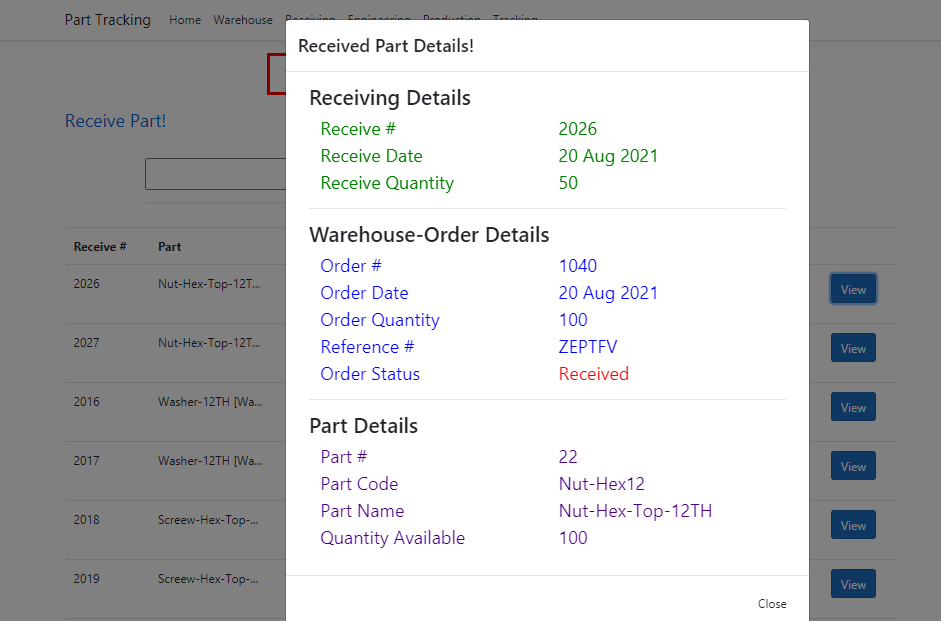 Part Tracking Home Warehouse Receiving Engineering Production Tracking
Received Part Details!
Receive Part!
Receiving Details
Receive # 2026
Receive Date 20 Aug 2021
Receive Quantity 50
Warehouse-Order Details
Order # 1040
Order Date 20 Aug 2021
Order Quantity 100
Reference # ZEPTFV
Order Status Received
Part Details
Part # 22
Part Code Nut-Hex12
Part Name Nut-Hex-Top-12TH
Quantity Available 100
Close
Receive # Part
2026 Nut-Hex-Top-12T... View
2027 Nut-Hex-Top-12T... View
2016 Washer-12TH [Wa... View
2017 Washer-12TH [Wa... View
2018 Screew-Hex-Top-... View
2019 Screew-Hex-Top-... View